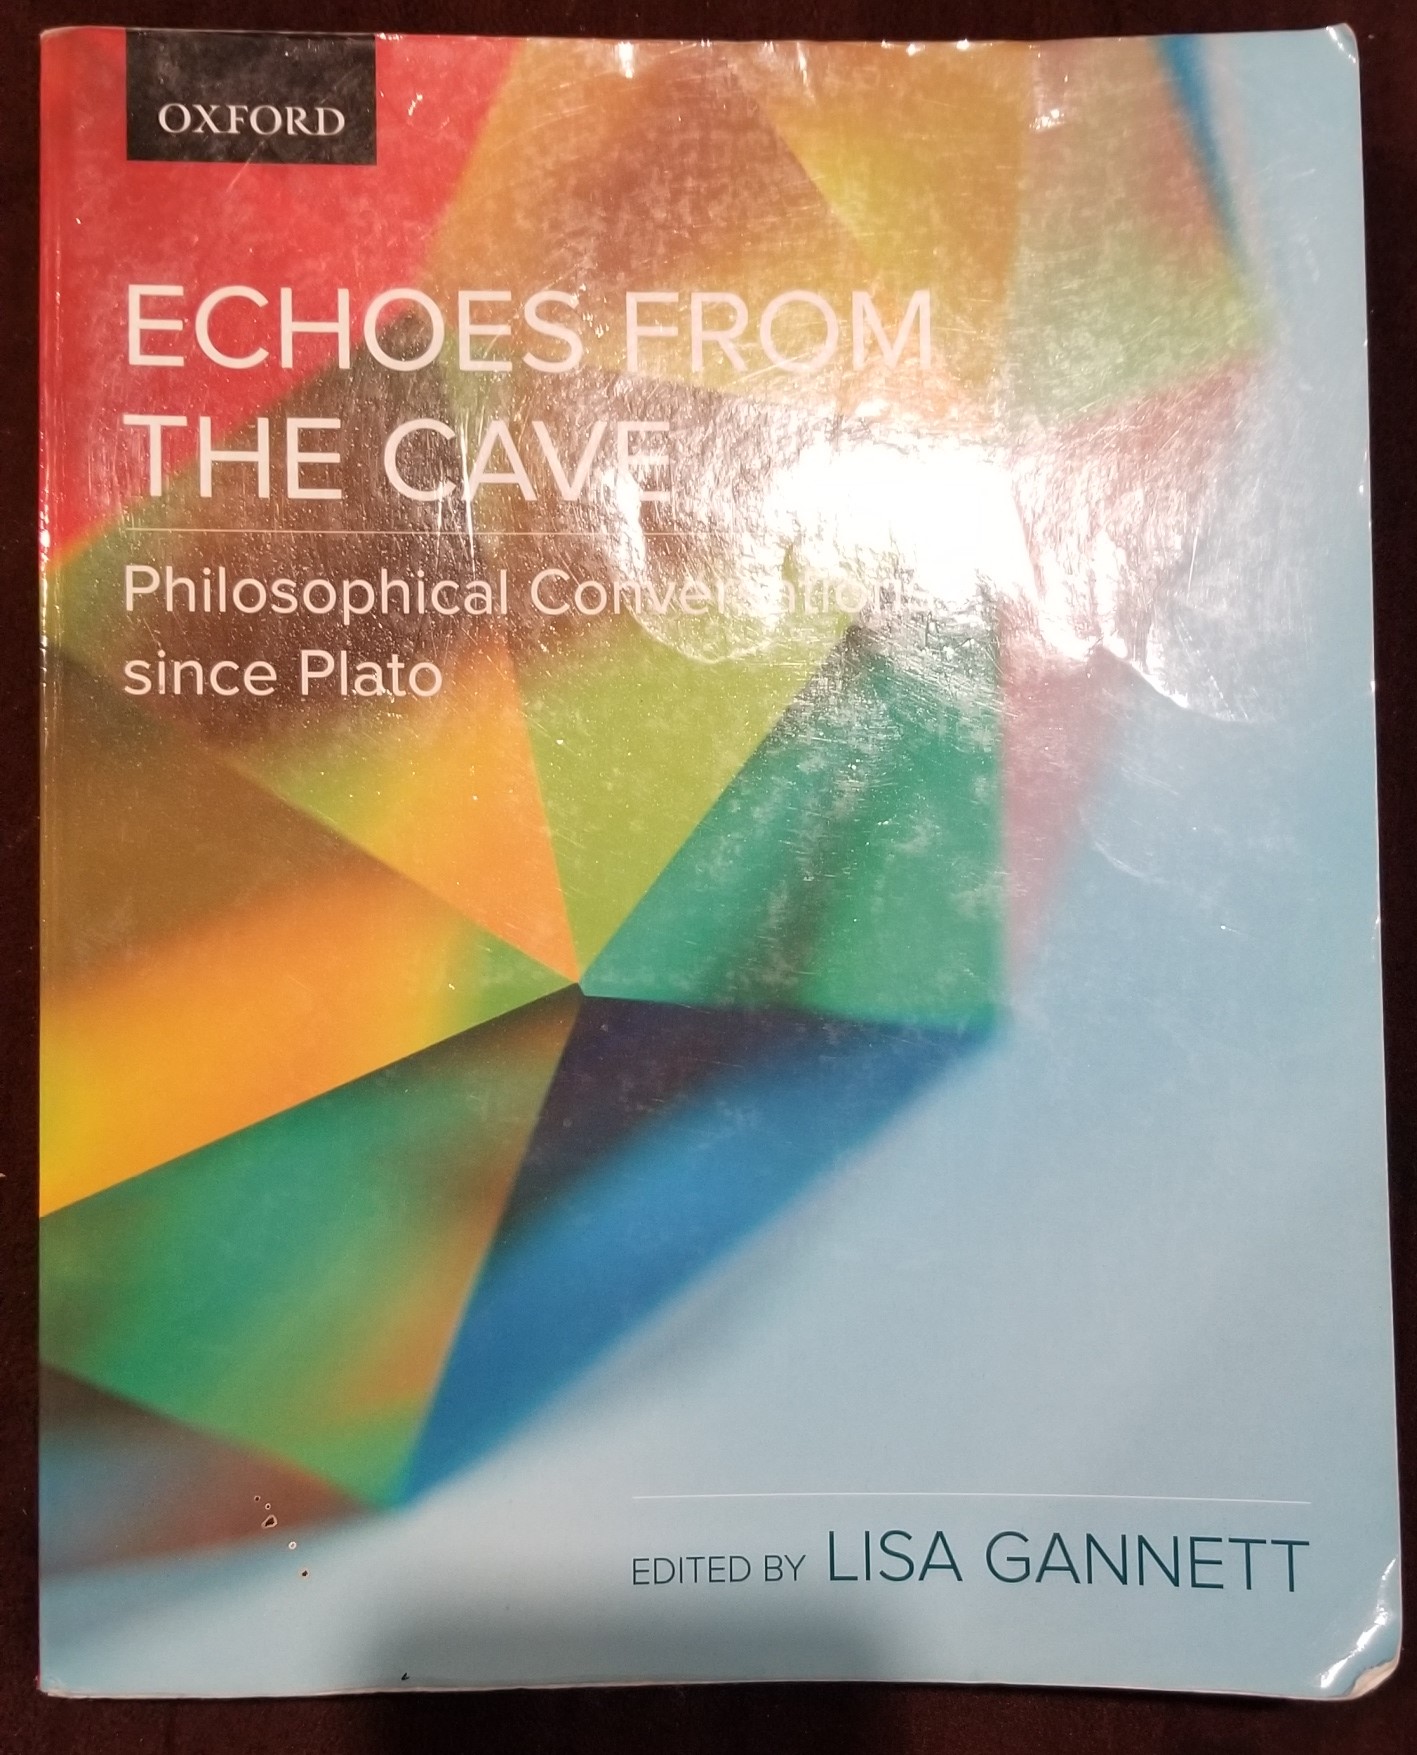 OXFORD
ECHOES FROM
THE CAVE
Philosophical Conversations
since Plato
EDITED BY LISA GANNETT